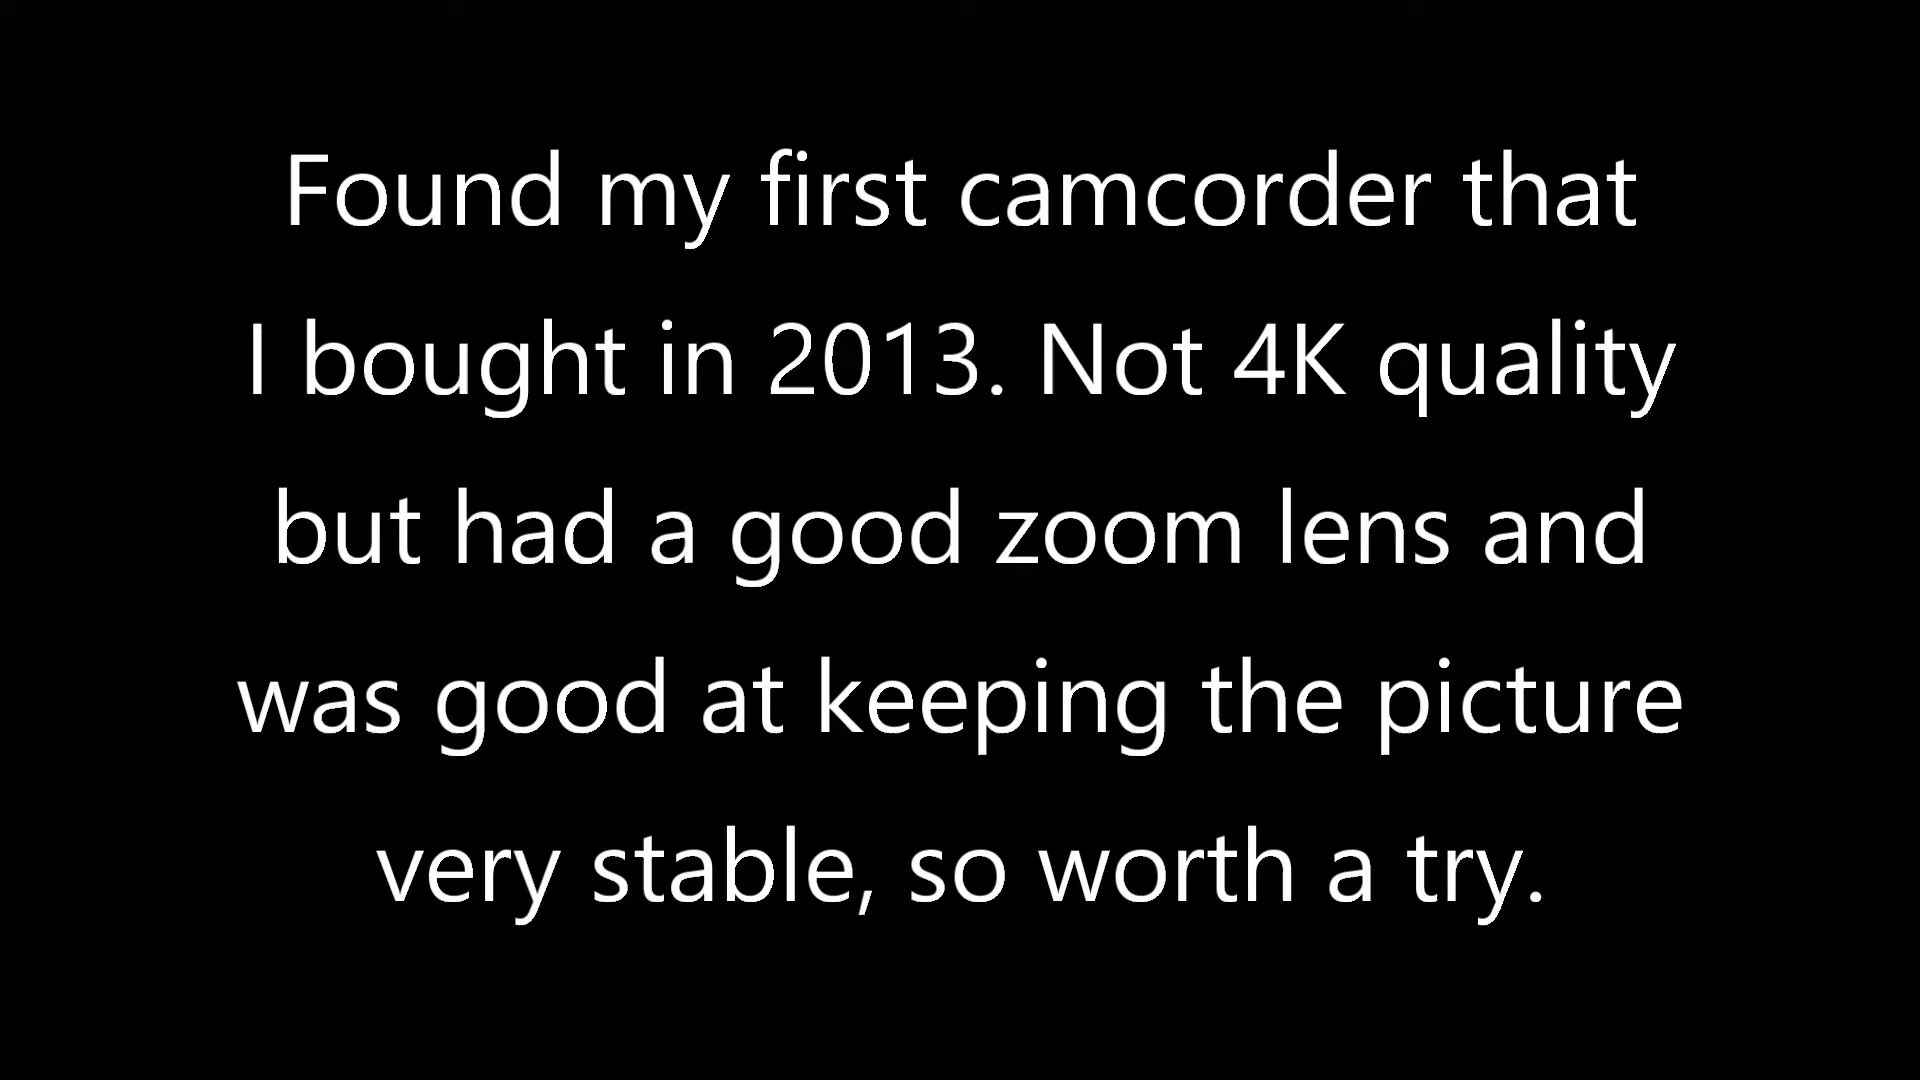 Found my first camcorder that
I bought in 2013. Not 4K quality
but had a good zoom lens and
was good at keeping the picture
very stable, so worth a try.